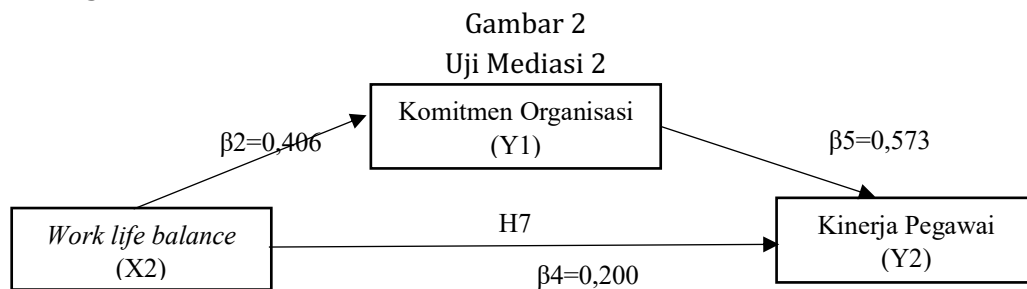 Gambar 2
Uji Mediasi 2
Komitmen Organisasi
(Y1)
β2=0,406
β5=0,573
Work life balance
(X2)
H7
β4=0,200
Kinerja Pegawai
(Y2)